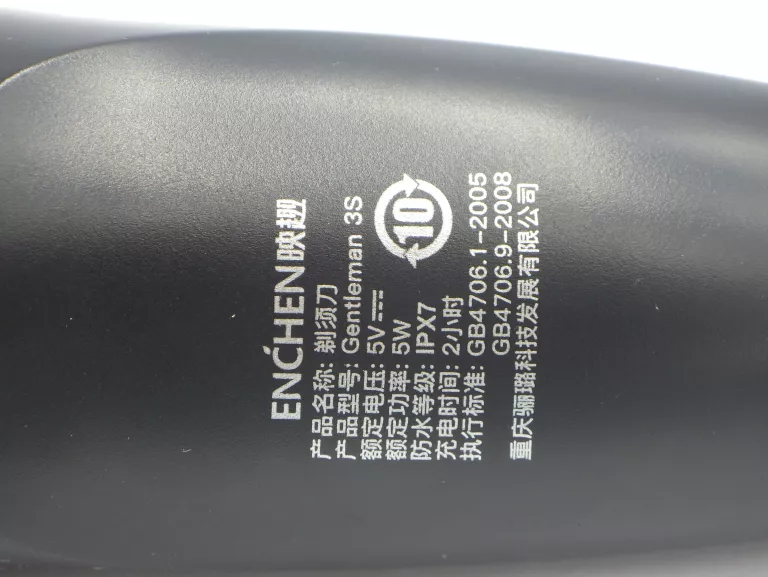 ENCHEN映趣
产品名称: 剃须刀
产品型号: Gentleman 3S
额定电压: 5V
额定功率: 5W
防水等级: IPX7
充电时间: 2小时
执行标准: GB4706.1-2005
GB4706.9-2008
重庆骊璐科技发展有限公司
10